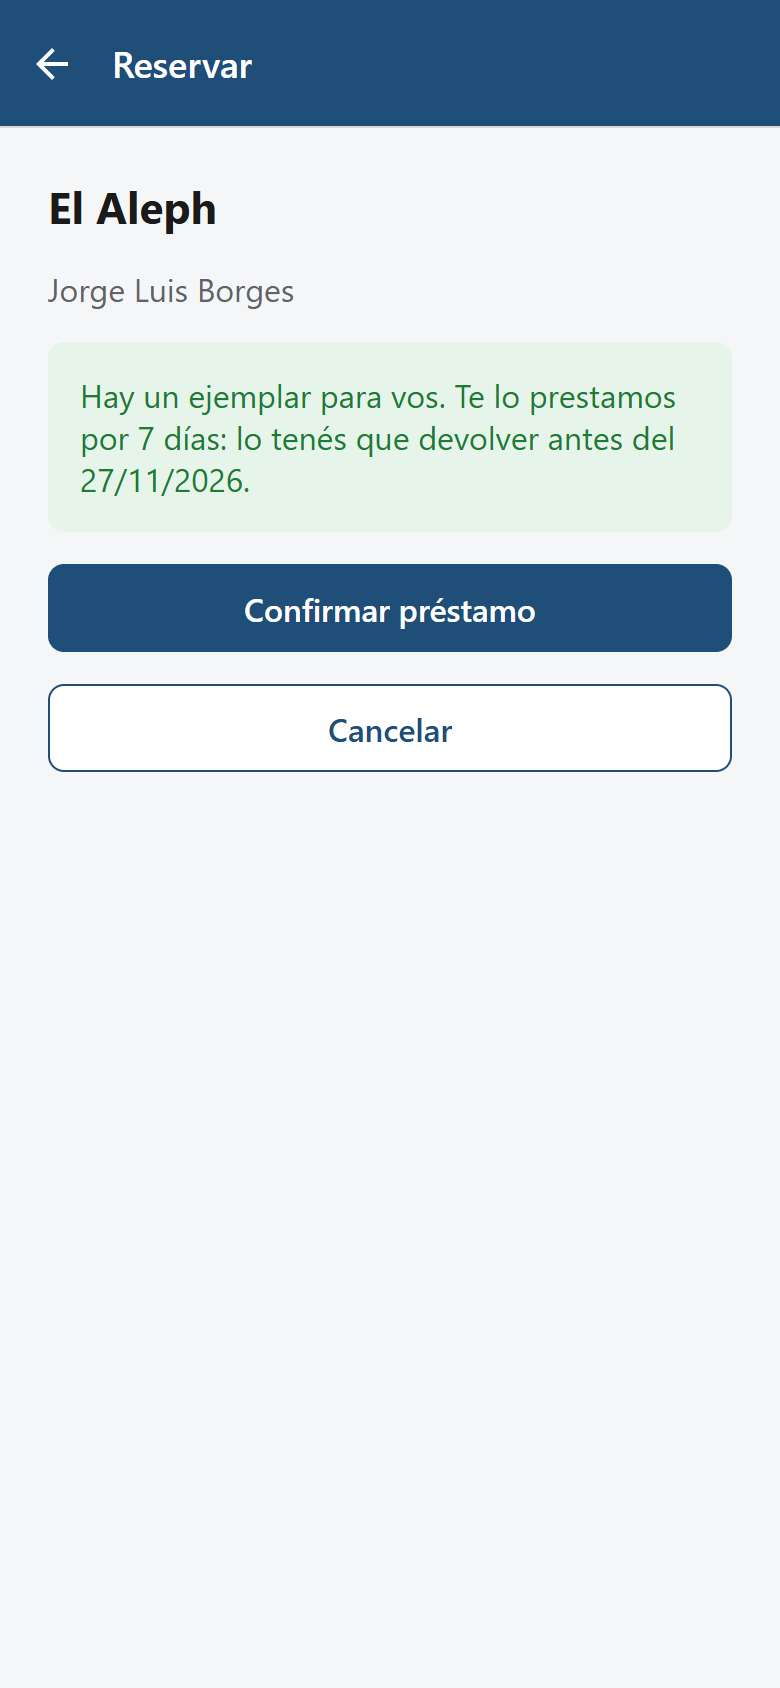 Reservar
El Aleph
Jorge Luis Borges
Hay un ejemplar para vos. Te lo prestamos
por 7 días: lo tenés que devolver antes del
27/11/2026.
Confirmar préstamo
Cancelar